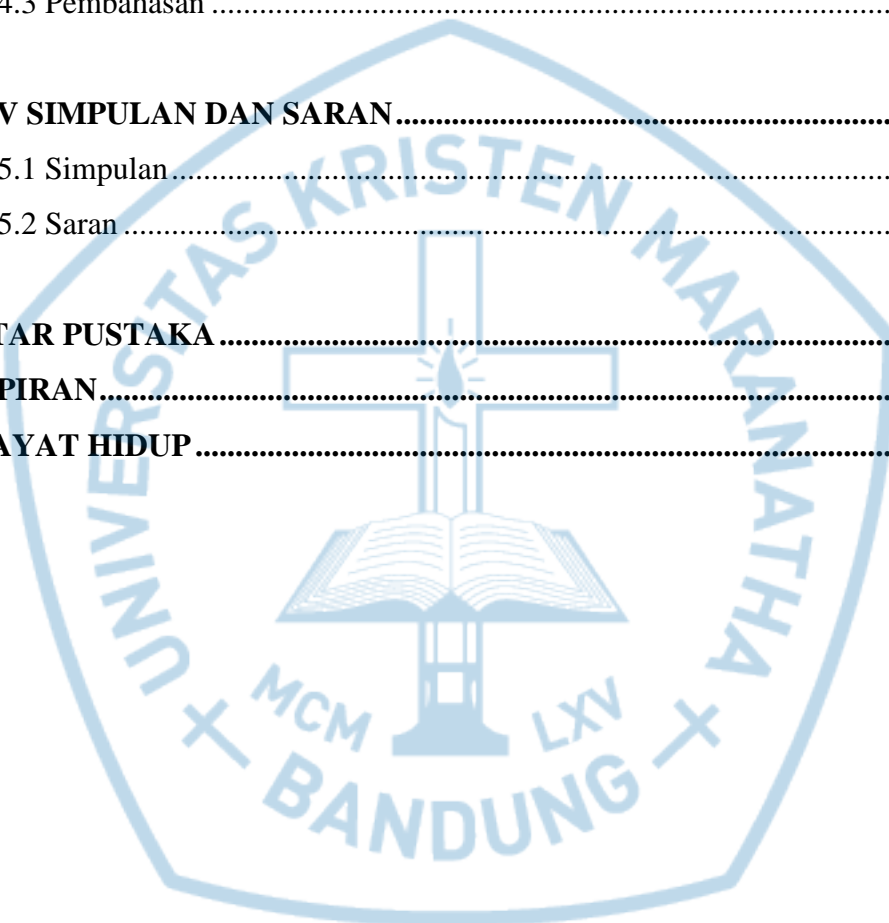 4.3 Pembahasan ........................................................................................
V SIMPULAN DAN SARAN ................................................................
5.1 Simpulan ............................................................................................
5.2 Saran ..................................................................................................
TAR PUSTAKA .....................................................................................
PIRAN ....................................................................................................
AYAT HIDUP ........................................................................................
UNIVERSITAS KRISTEN MARANATHA
MCM LXV
BANDUNG